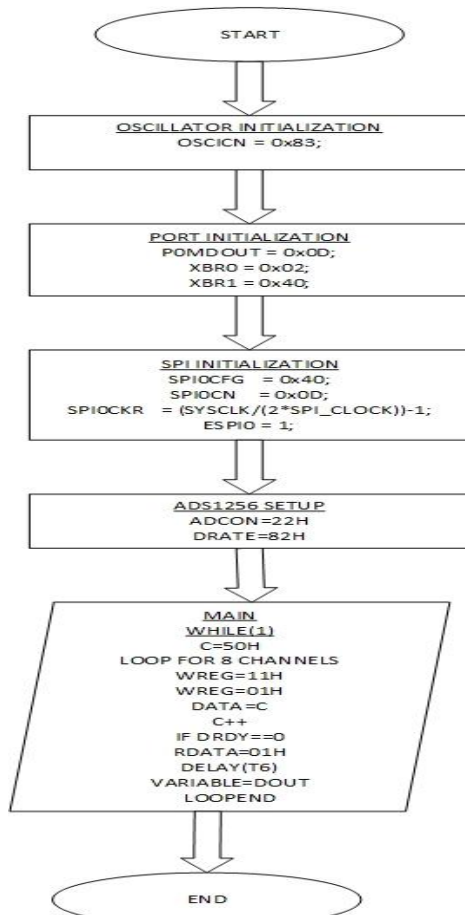 START
OSCILLATOR INITIALIZATION
OSCICN = 0x83;
PORT INITIALIZATION
P0MDOUT = 0x0D;
XBR0 = 0x02;
XBR1 = 0x40;
SPI INITIALIZATION
SPI0CFG = 0x40;
SPI0CN = 0x0D;
SPI0CKR = (SYSCLK/(2*SPI_CLOCK))-1;
ESPI0 = 1;
ADS1256 SETUP
ADCON=22H
DRATE=82H
MAIN
WHILE(1)
C=50H
LOOP FOR 8 CHANNELS
WREG=11H
WREG=01H
DATA =C
C++
IF DRDY==0
RDATA=01H
DELAY(T6)
VARIABLE=DOUT
LOOPEND
END